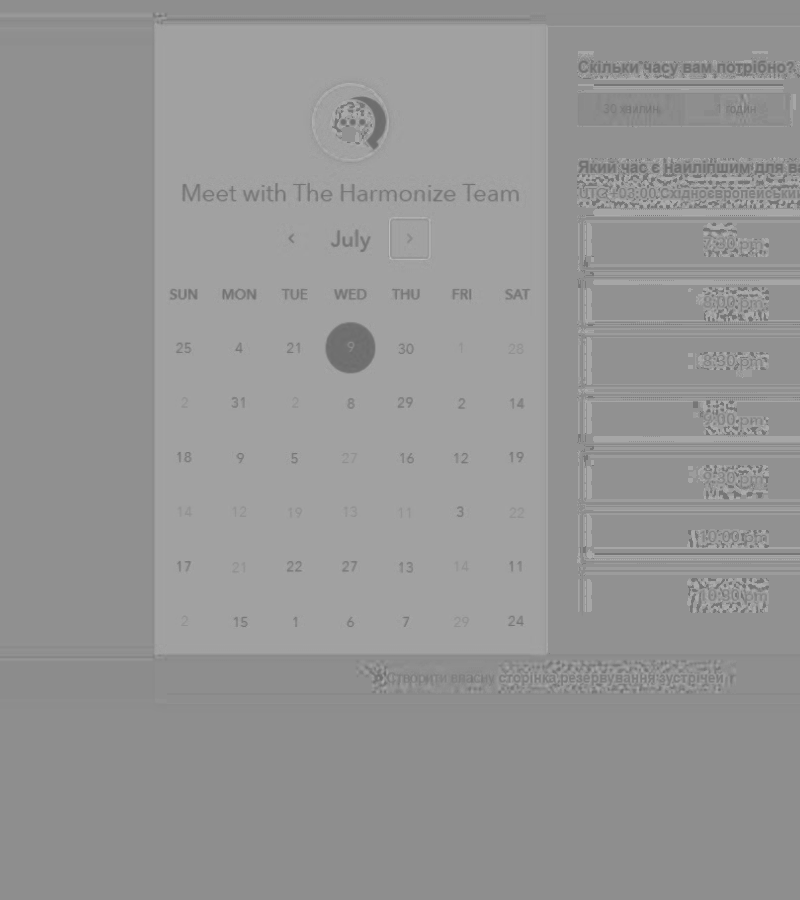 Meet with The Harmonize Team
‹ July ›
SUN MON TUE WED THU FRI SAT
25 4 21 9 30 1 28
2 31 2 8 29 2 14
18 9 5 27 16 12 19
14 12 19 13 11 3 22
17 21 22 27 13 14 11
2 15 1 6 7 29 24
Скільки часу вам потрібно?
30 хвилин 1 годин
Який час є найліпшим для ва
UTC +03:00 Східноєвропейський
7:30 pm
8:00 pm
8:30 pm
9:00 pm
9:30 pm
10:00 pm
10:30 pm
Створити власну сторінка резервування зустрічей